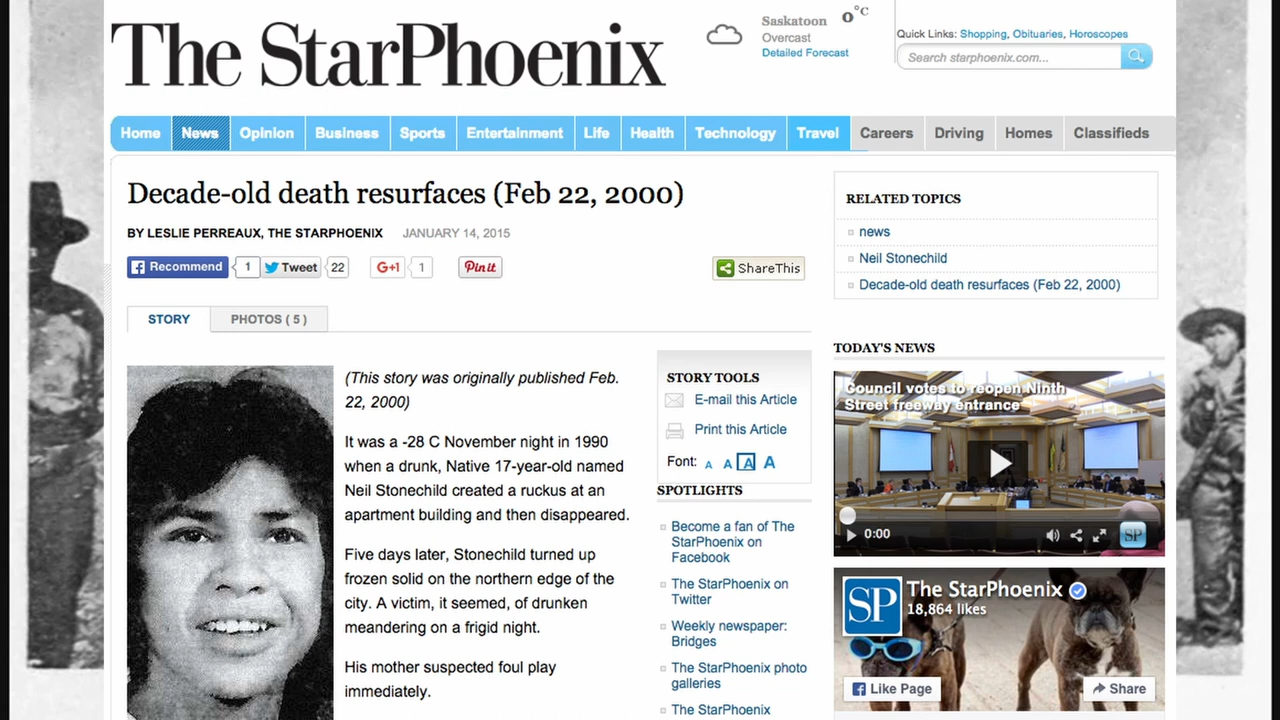 The StarPhoenix
Saskatoon
0°C
Overcast
Detailed Forecast
Quick Links: Shopping, Obituaries, Horoscopes
Search starphoenix.com...
Home News Opinion Business Sports Entertainment Life Health Technology Travel Careers Driving Homes Classifieds
Decade-old death resurfaces (Feb 22, 2000)
BY LESLIE PERREAUX, THE STARPHOENIX JANUARY 14, 2015
Recommend 1 Tweet 22 G+1 1 Pin it ShareThis
STORY PHOTOS ( 5 )
(This story was originally published Feb.
22, 2000)
It was a -28 C November night in 1990
when a drunk, Native 17-year-old named
Neil Stonechild created a ruckus at an
apartment building and then disappeared.
Five days later, Stonechild turned up
frozen solid on the northern edge of the
city. A victim, it seemed, of drunken
meandering on a frigid night.
His mother suspected foul play
immediately.
STORY TOOLS
E-mail this Article
Print this Article
Font: A A A A
SPOTLIGHTS
Become a fan of The
StarPhoenix on
Facebook
The StarPhoenix on
Twitter
Weekly newspaper:
Bridges
The StarPhoenix photo
galleries
The StarPhoenix
RELATED TOPICS
news
Neil Stonechild
Decade-old death resurfaces (Feb 22, 2000)
TODAY'S NEWS
Council votes to reopen Ninth
Street freeway entrance
0:00
SP
SP
The StarPhoenix
18,864 likes
Like Page
Share